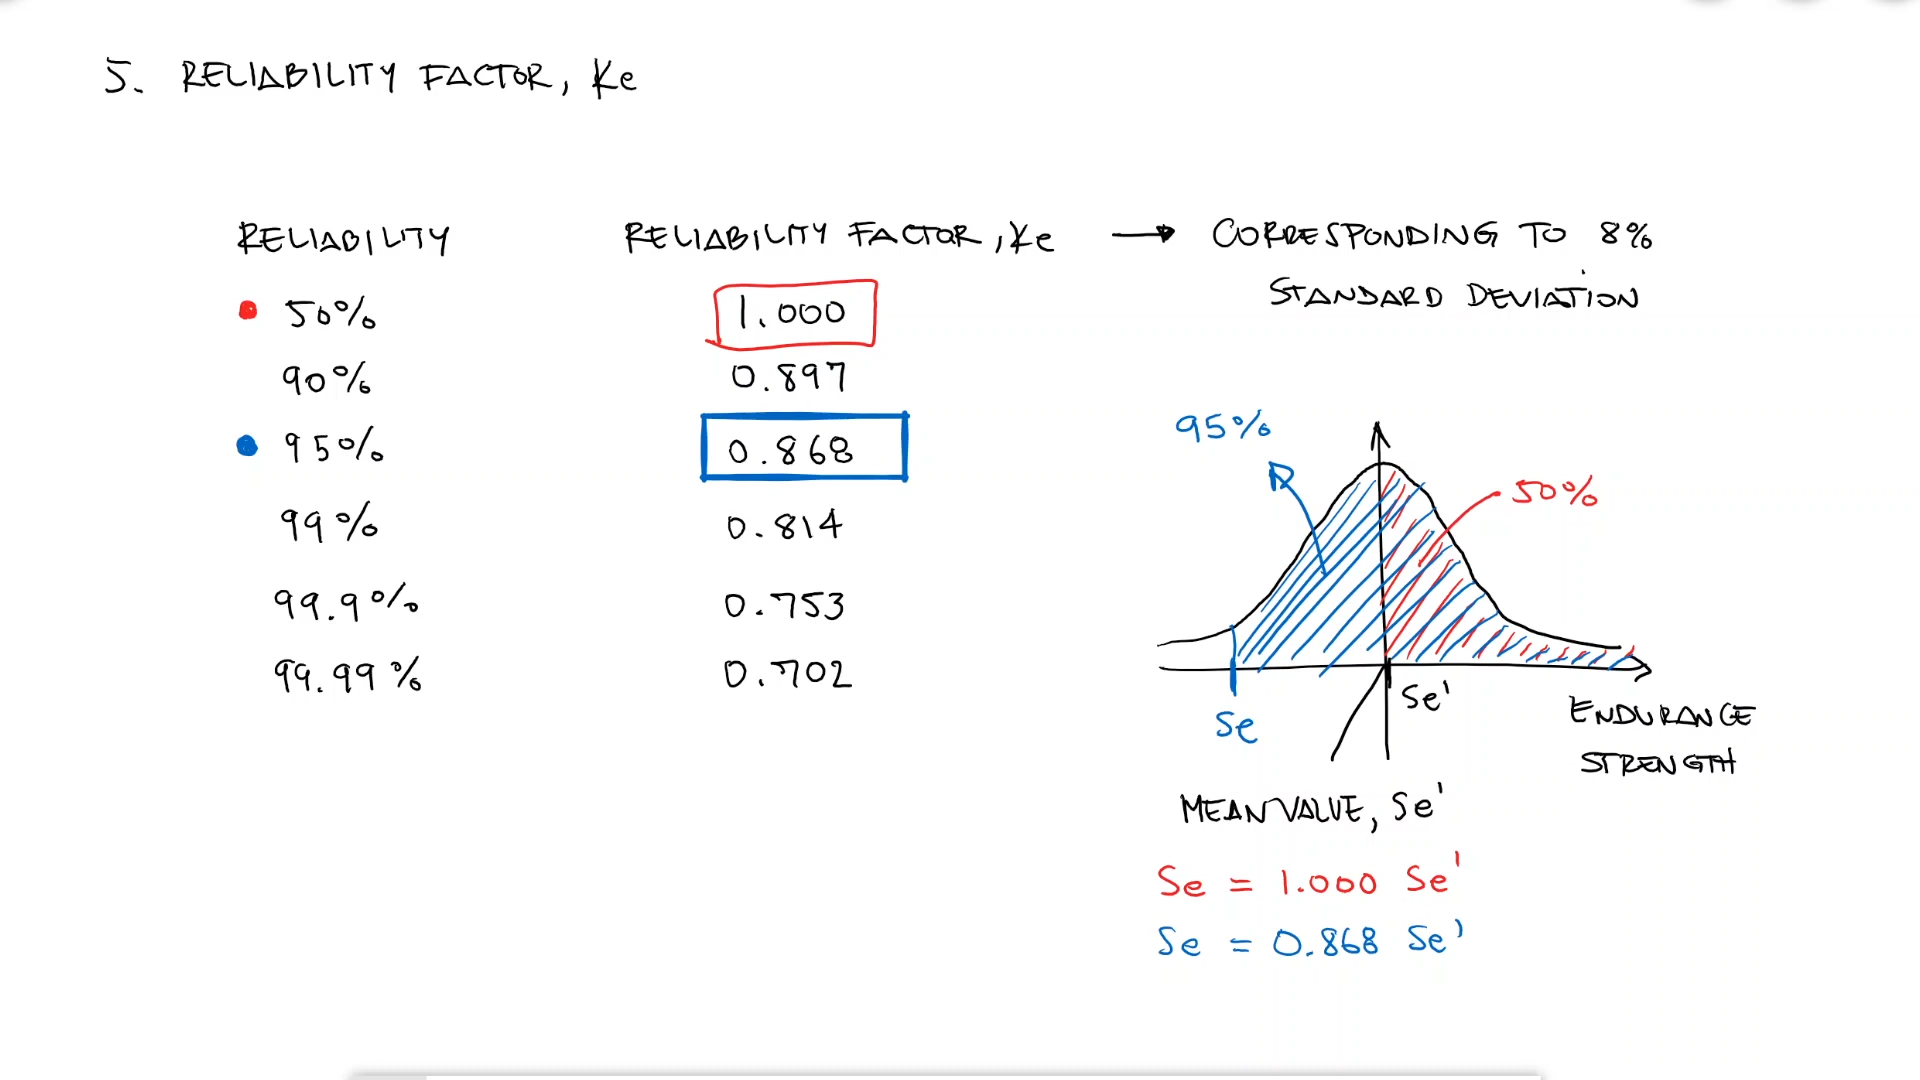 5. RELIABILITY FACTOR, Ke
RELIABILITY RELIABILITY FACTOR, Ke → CORRESPONDING TO 8%
STANDARD DEVIATION
50% 1.000
90% 0.897
95% 0.868
99% 0.814
99.9% 0.753
99.99% 0.702
95%
50%
Se
Se'
ENDURANCE
STRENGTH
MEAN VALUE, Se'
Se = 1.000 Se'
Se = 0.868 Se'